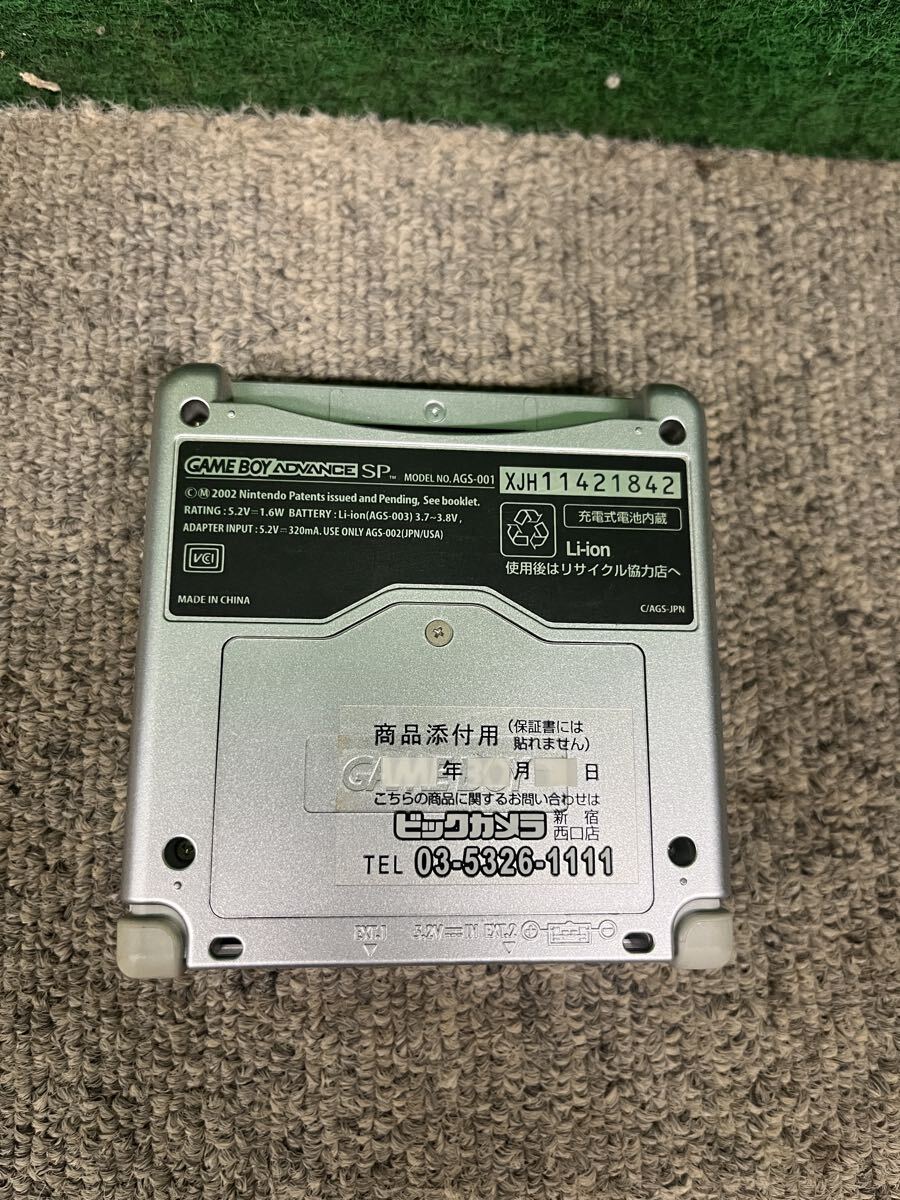 GAME BOY ADVANCE SP™ MODEL NO. AGS-001 XJH11421842
©Ⓜ 2002 Nintendo Patents issued and Pending, See booklet.
RATING : 5.2V⎓1.6W BATTERY : Li-ion(AGS-003) 3.7~3.8V ,
ADAPTER INPUT : 5.2V⎓320mA. USE ONLY AGS-002(JPN/USA)
VCI
MADE IN CHINA
充電式電池内蔵
Li-ion
使用後はリサイクル協力店へ
C/AGS-JPN
商品添付用(保証書には
貼れません)
GAME BOY
年 月 日
こちらの商品に関するお問い合わせは
ビックカメラ 新宿
西口店
TEL 03-5326-1111
EXT.1 5.2V⎓IN EXT.2